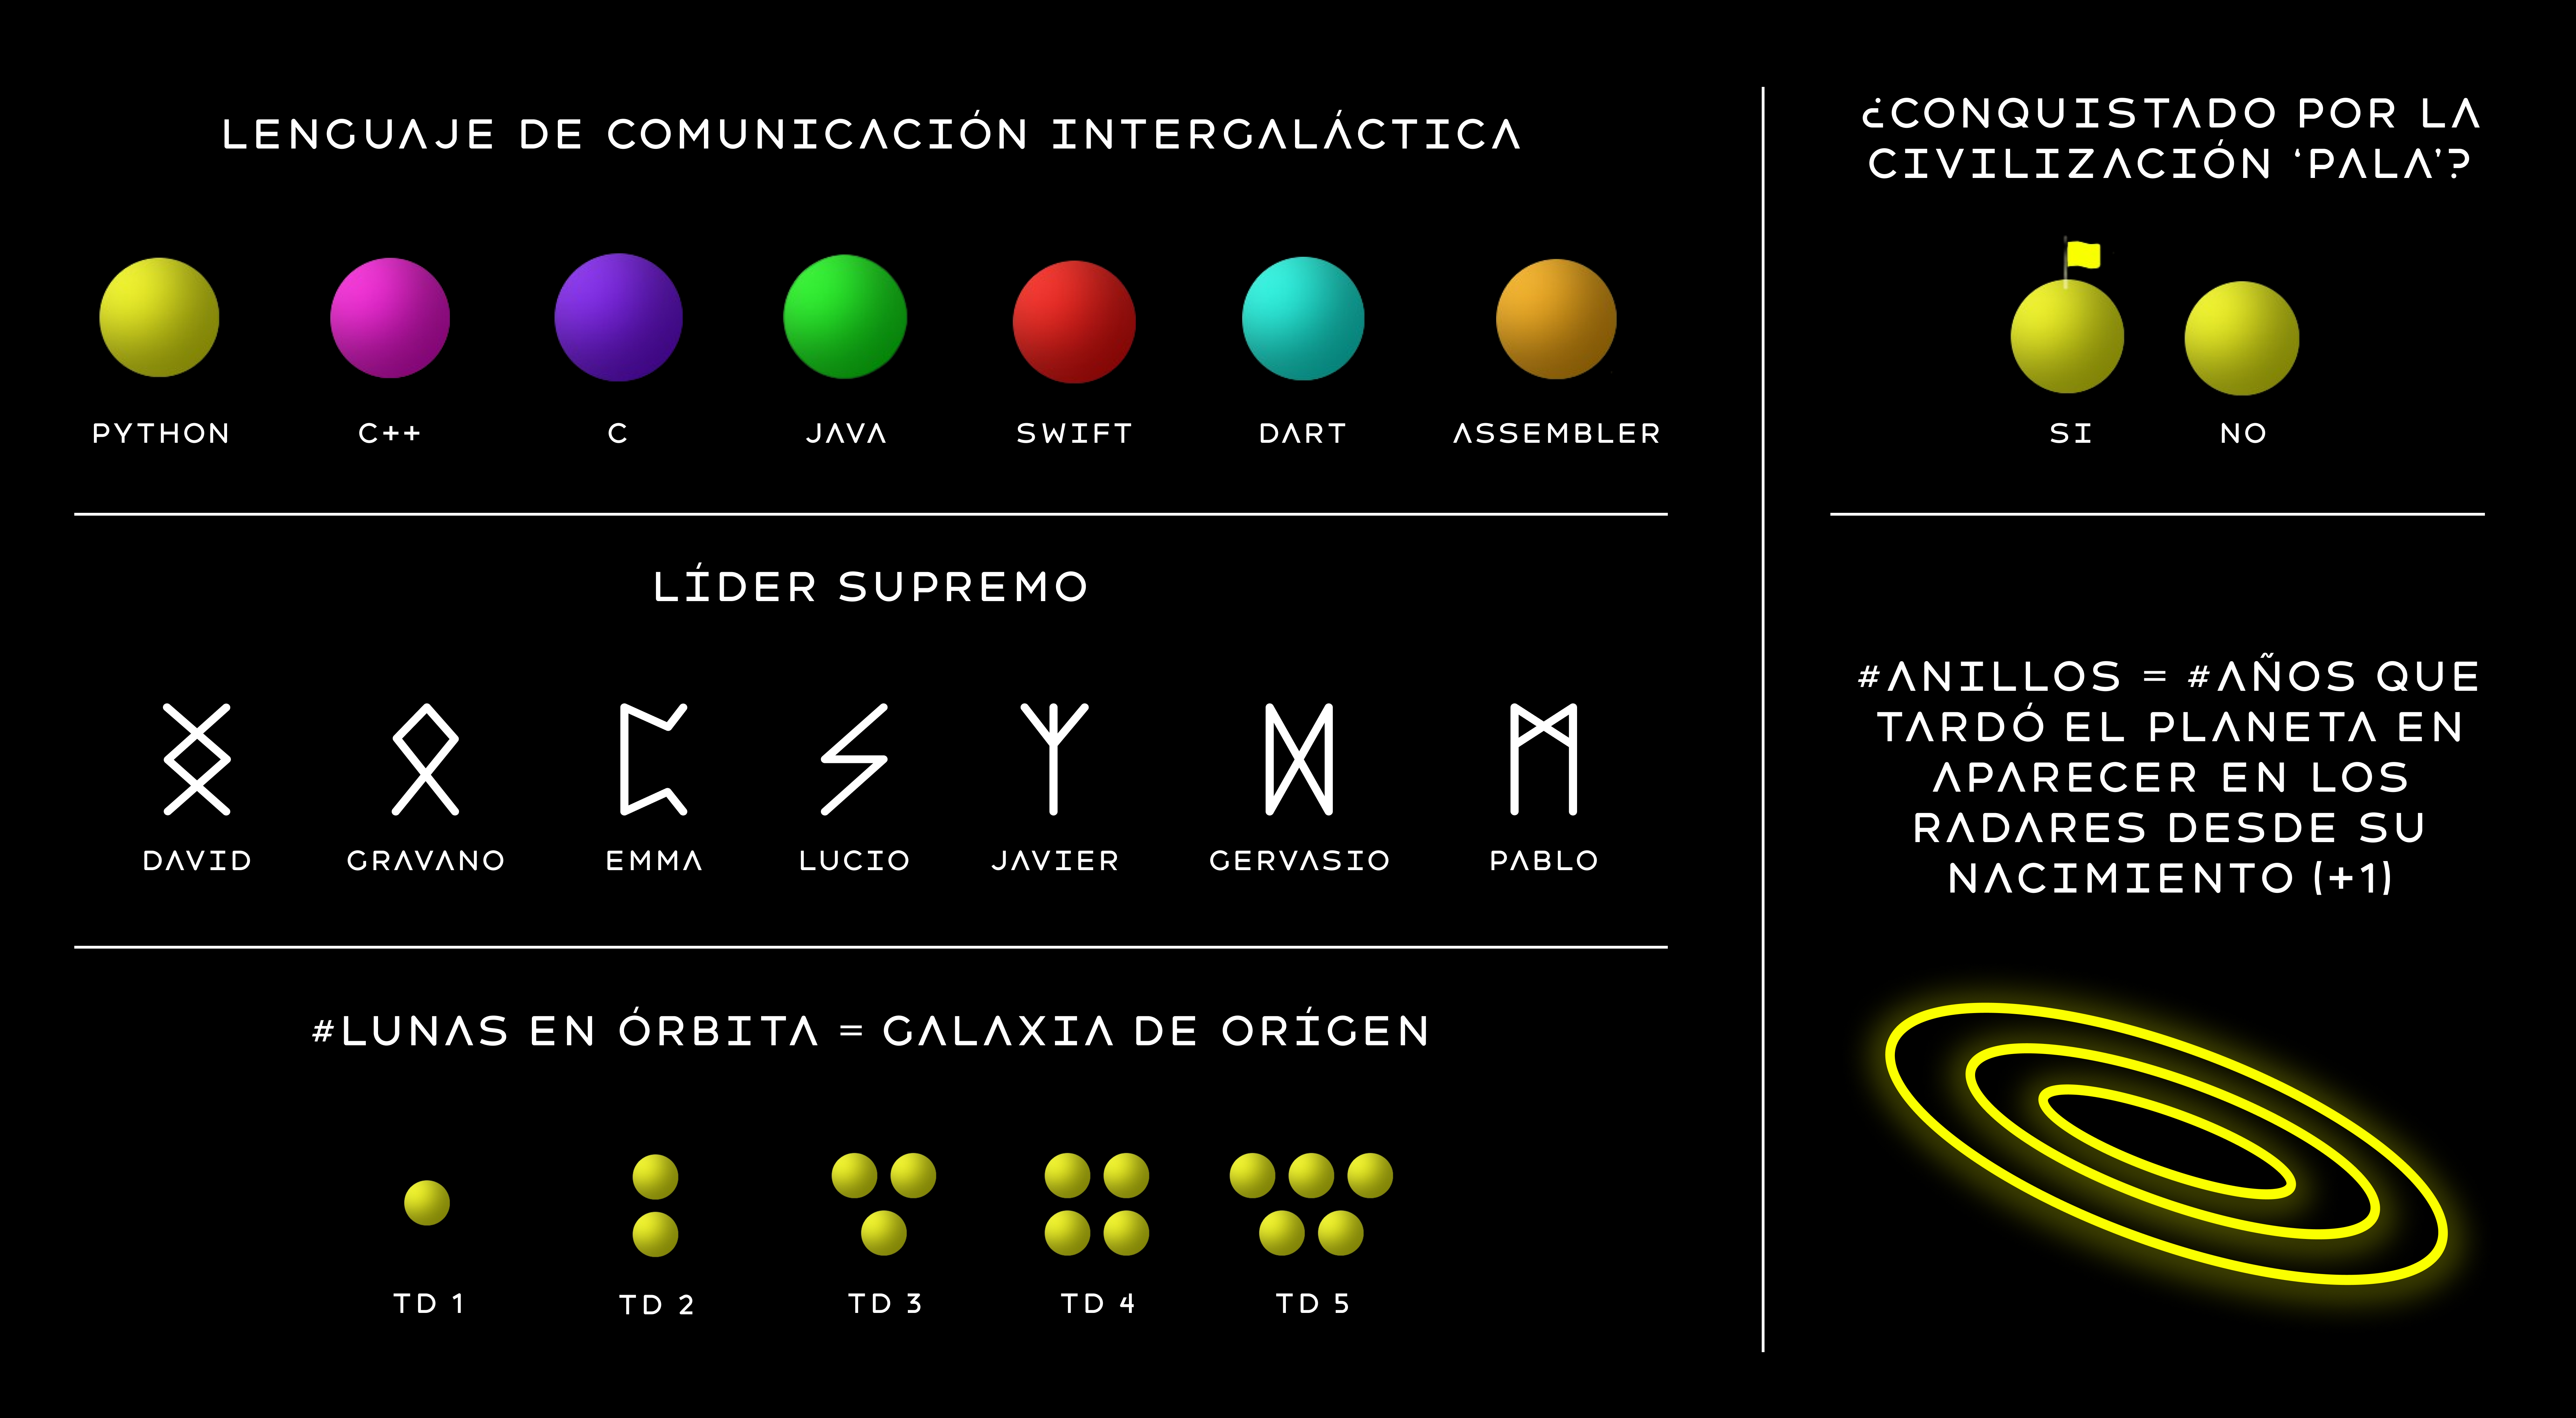 LENGUAJE DE COMUNICACIÓN INTERGALÁCTICA
PYTHON
C++
C
JAVA
SWIFT
DART
ASSEMBLER
LÍDER SUPREMO
DAVID
GRAVANO
EMMA
LUCIO
JAVIER
GERVASIO
PABLO
#LUNAS EN ÓRBITA = GALAXIA DE ORÍGEN
TD 1
TD 2
TD 3
TD 4
TD 5
¿CONQUISTADO POR LA
CIVILIZACIÓN ‘PALA’?
SI
NO
#ANILLOS = #AÑOS QUE
TARDÓ EL PLANETA EN
APARECER EN LOS
RADARES DESDE SU
NACIMIENTO (+1)